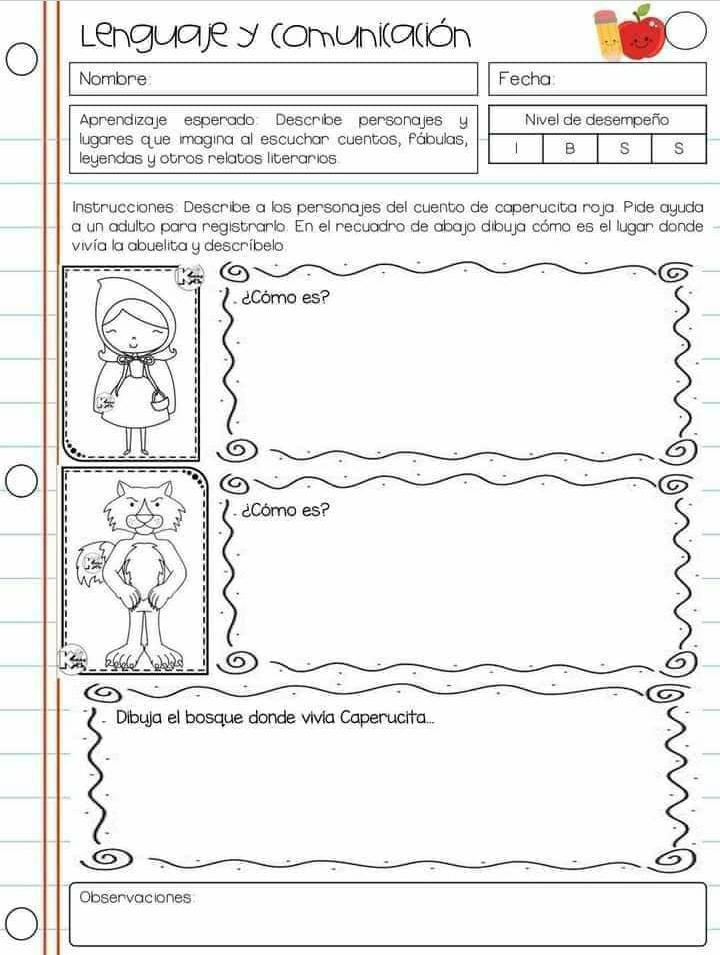 Lenguaje y Comunicación
Nombre:
Fecha:
Aprendizaje esperado: Describe personajes y
lugares que imagina al escuchar cuentos, fábulas,
leyendas y otros relatos literarios.
Nivel de desempeño
I B S S
Instrucciones: Describe a los personajes del cuento de caperucita roja. Pide ayuda
a un adulto para registrarlo. En el recuadro de abajo dibuja cómo es el lugar donde
vivía la abuelita y descríbelo
¿Cómo es?
¿Cómo es?
Dibuja el bosque donde vivía Caperucita...
Observaciones: